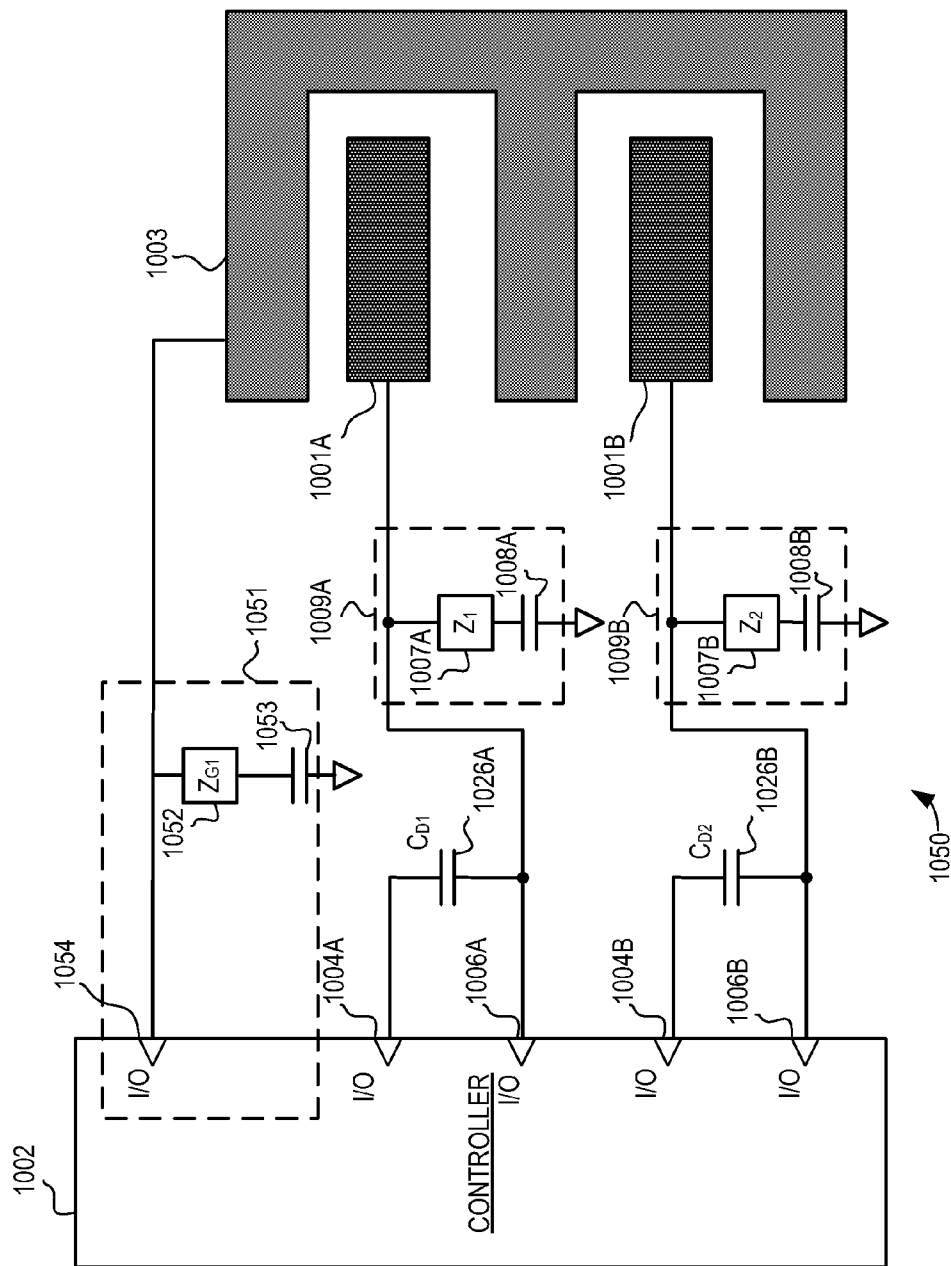 1003
1001A
1001B
1009A
1008A
1009B
1008B
1051
Z1
1007A
Z2
1007B
1053
ZG1
1052
1026A
CD1
1026B
CD2
1054
1004A
1006A
1004B
1006B
I/O
I/O
I/O
I/O
I/O
CONTROLLER
1002
1050